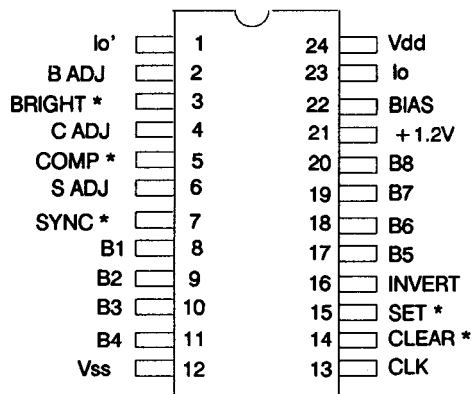 Io' 1 24 Vdd
B ADJ 2 23 Io
BRIGHT * 3 22 BIAS
C ADJ 4 21 +1.2V
COMP * 5 20 B8
S ADJ 6 19 B7
SYNC * 7 18 B6
B1 8 17 B5
B2 9 16 INVERT
B3 10 15 SET *
B4 11 14 CLEAR *
Vss 12 13 CLK